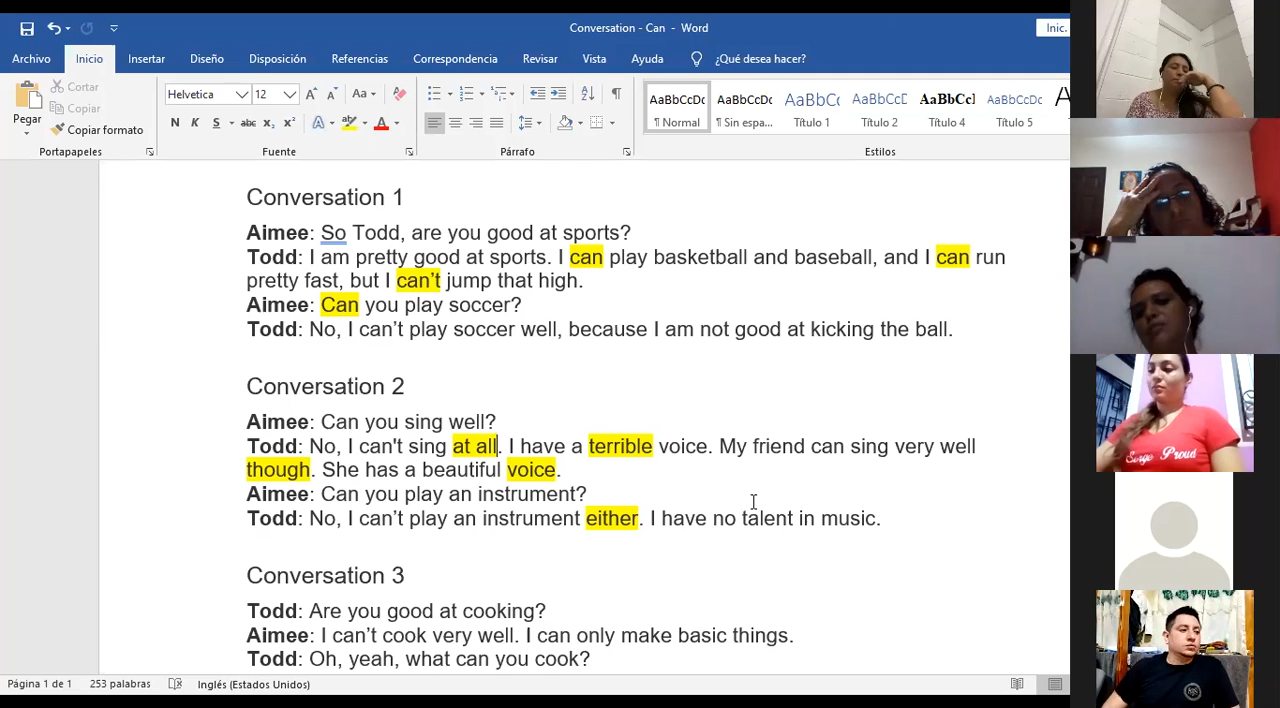 Conversation - Can - Word
Inic.
Archivo Inicio Insertar Diseño Disposición Referencias Correspondencia Revisar Vista Ayuda ¿Qué desea hacer?
Pegar
Cortar
Copiar
Copiar formato
Portapapeles
Helvetica 12
N K S abc x₂ x²
Fuente
Párrafo
AaBbCcDc AaBbCcDc AaBbC AaBbCcD AaBbCcI AaBbCcDc
¶ Normal ¶ Sin espa... Título 1 Título 2 Título 4 Título 5
Estilos
Conversation 1
Aimee: So Todd, are you good at sports?
Todd: I am pretty good at sports. I can play basketball and baseball, and I can run
pretty fast, but I can’t jump that high.
Aimee: Can you play soccer?
Todd: No, I can’t play soccer well, because I am not good at kicking the ball.
Conversation 2
Aimee: Can you sing well?
Todd: No, I can't sing at all. I have a terrible voice. My friend can sing very well
though. She has a beautiful voice.
Aimee: Can you play an instrument?
Todd: No, I can’t play an instrument either. I have no talent in music.
Conversation 3
Todd: Are you good at cooking?
Aimee: I can’t cook very well. I can only make basic things.
Todd: Oh, yeah, what can you cook?
Página 1 de 1 253 palabras Inglés (Estados Unidos)